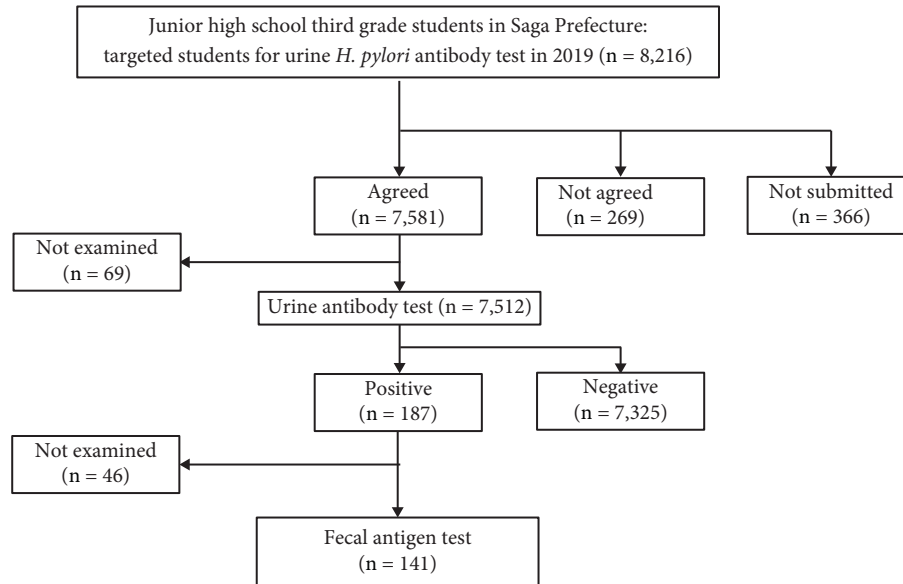 Junior high school third grade students in Saga Prefecture:
targeted students for urine H. pylori antibody test in 2019 (n = 8,216)
Agreed
(n = 7,581)
Not agreed
(n = 269)
Not submitted
(n = 366)
Not examined
(n = 69)
Urine antibody test (n = 7,512)
Positive
(n = 187)
Negative
(n = 7,325)
Not examined
(n = 46)
Fecal antigen test
(n = 141)